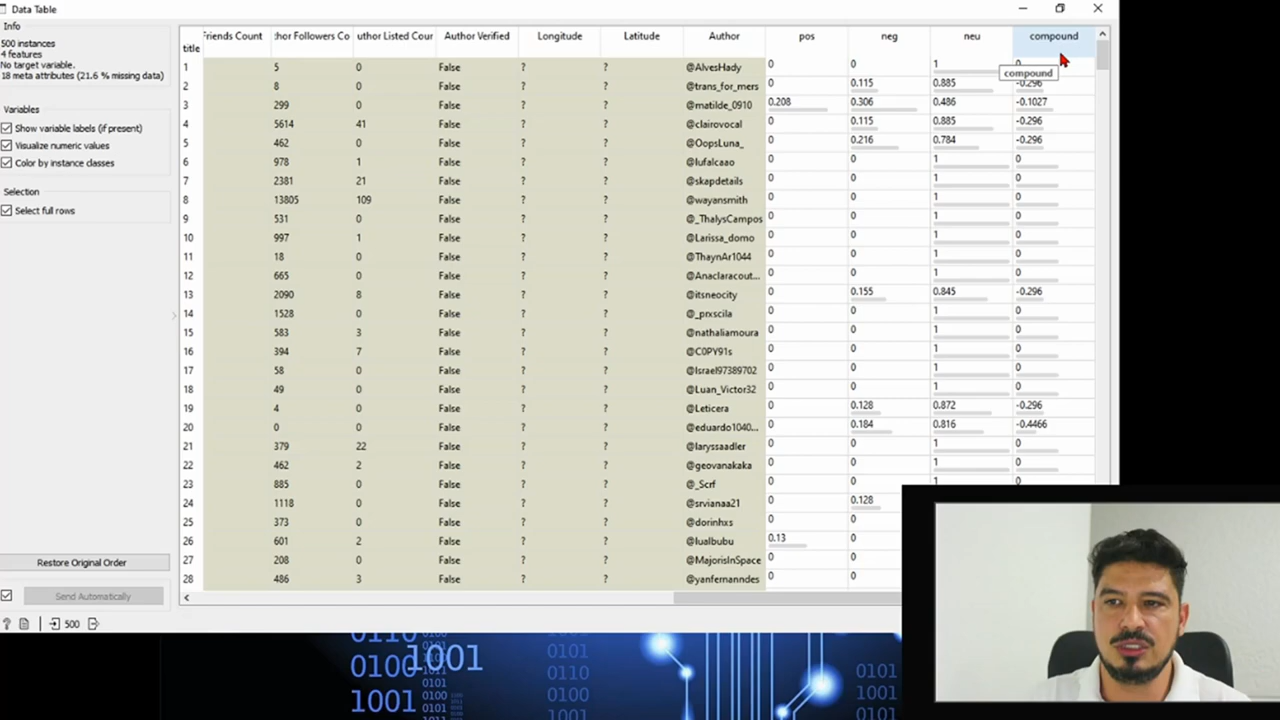 Data Table
Info
500 instances
4 features
No target variable.
18 meta attributes (21.6 % missing data)
Variables
Show variable labels (if present)
Visualize numeric values
Color by instance classes
Selection
Select full rows
Restore Original Order
Send Automatically
500
title Friends Count hor Followers Co uthor Listed Cour Author Verified Longitude Latitude Author pos neg neu compound
compound
1 5 0 False ? ? @AlvesHady 0 0 1 0
2 8 0 False ? ? @trans_for_mers 0 0.115 0.885 -0.296
3 299 0 False ? ? @matilde_0910 0.208 0.306 0.486 -0.1027
4 5614 41 False ? ? @clairovocal 0 0.115 0.885 -0.296
5 462 0 False ? ? @OopsLuna_ 0 0.216 0.784 -0.296
6 978 1 False ? ? @lufalcaao 0 0 1 0
7 2381 21 False ? ? @skapdetails 0 0 1 0
8 13805 109 False ? ? @wayansmith 0 0 1 0
9 531 0 False ? ? @_ThalysCampos 0 0 1 0
10 997 1 False ? ? @Larissa_domo 0 0 1 0
11 18 0 False ? ? @ThaynAr1044 0 0 1 0
12 665 0 False ? ? @Anaclaracout... 0 0 1 0
13 2090 8 False ? ? @itsneocity 0 0.155 0.845 -0.296
14 1528 0 False ? ? @_prxscila 0 0 1 0
15 583 3 False ? ? @nathaliamoura 0 0 1 0
16 394 7 False ? ? @C0PY91s 0 0 1 0
17 58 0 False ? ? @Israel97389702 0 0 1 0
18 49 0 False ? ? @Luan_Victor32 0 0 1 0
19 4 0 False ? ? @Leticera 0 0.128 0.872 -0.296
20 0 0 False ? ? @eduardo1040... 0 0.184 0.816 -0.4466
21 379 22 False ? ? @laryssaadler 0 0 1 0
22 462 2 False ? ? @geovanakaka 0 0 1 0
23 885 0 False ? ? @_Scrf 0 0 1 0
24 1118 0 False ? ? @srvianaa21 0 0.128
25 373 0 False ? ? @dorinhxs 0 0
26 601 2 False ? ? @lualbubu 0.13 0
27 208 0 False ? ? @MajorisInSpace 0 0
28 486 3 False ? ? @yanfernanndes 0 0
0110 0101
0100 1001 0101 0101
1001 0110
0100
0101 0101
1001